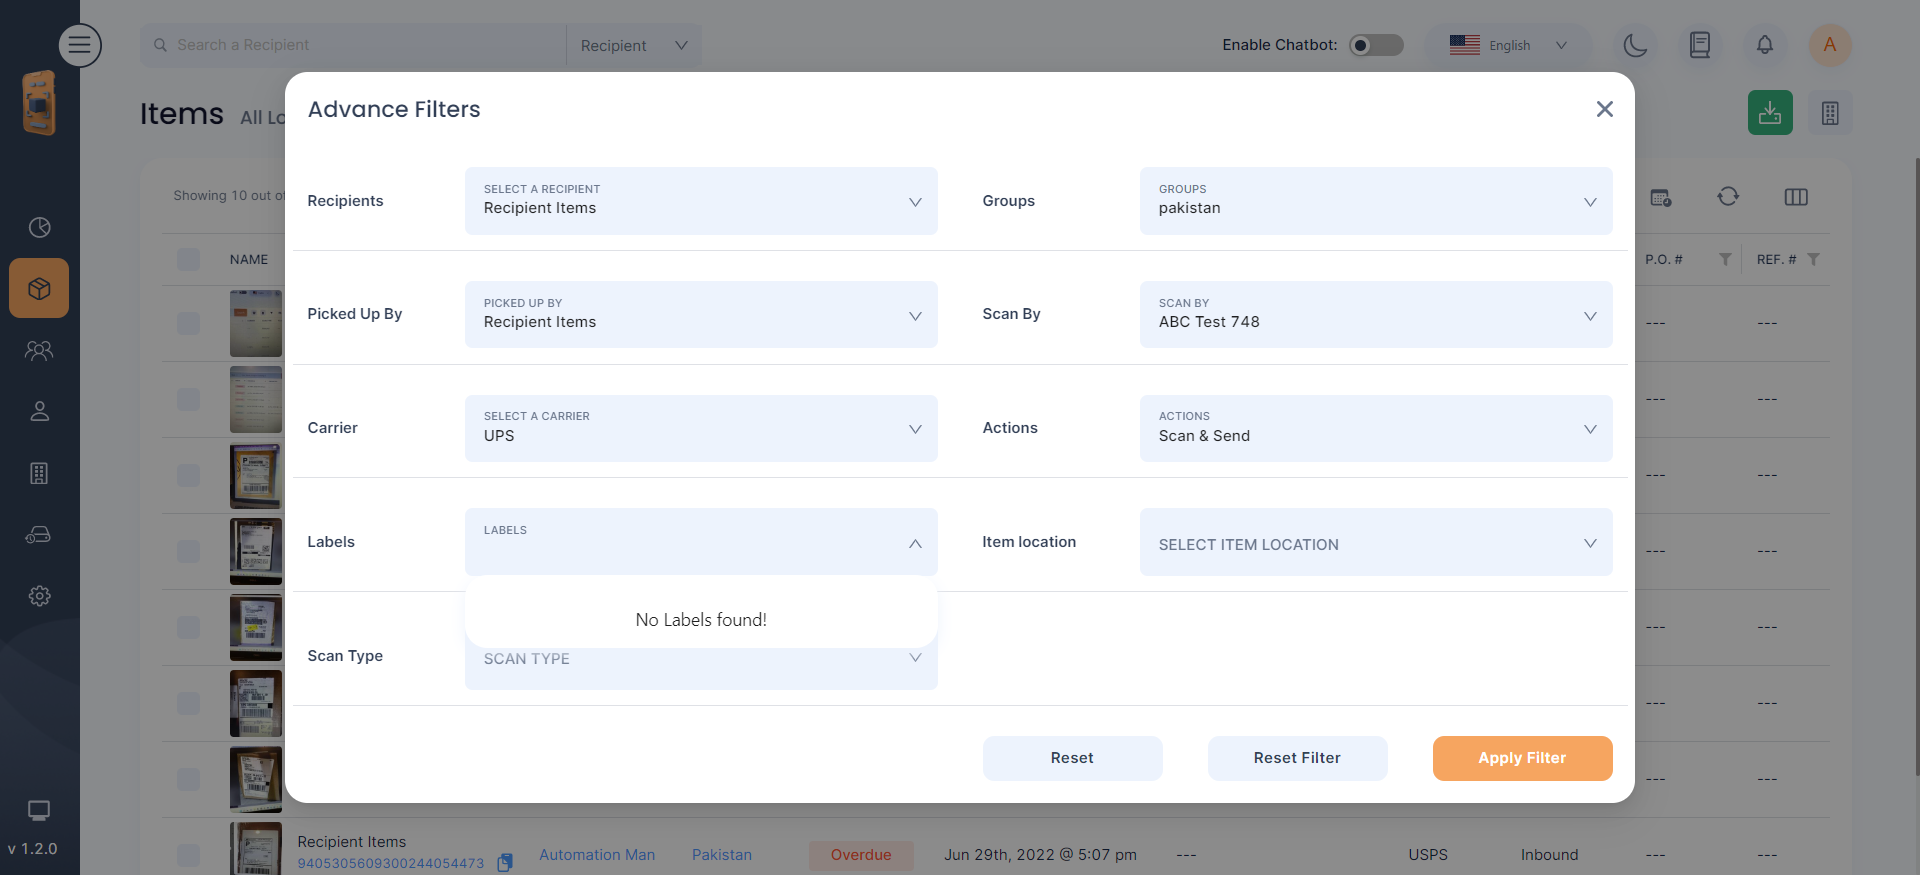 Search a Recipient
Recipient
Enable Chatbot:
English
A
Items
All Lo
Advance Filters
Showing 10 out of
Recipients
SELECT A RECIPIENT
Recipient Items
Groups
GROUPS
pakistan
NAME
P.O. #
REF. #
Picked Up By
PICKED UP BY
Recipient Items
Scan By
SCAN BY
ABC Test 748
---
---
---
---
Carrier
SELECT A CARRIER
UPS
Actions
ACTIONS
Scan & Send
---
---
Labels
LABELS
Item location
SELECT ITEM LOCATION
---
---
No Labels found!
---
---
Scan Type
SCAN TYPE
---
---
Reset
Reset Filter
Apply Filter
---
---
Recipient Items
9405305609300244054473
Automation Man
Pakistan
Overdue
Jun 29th, 2022 @ 5:07 pm
---
USPS
Inbound
---
---
v 1.2.0